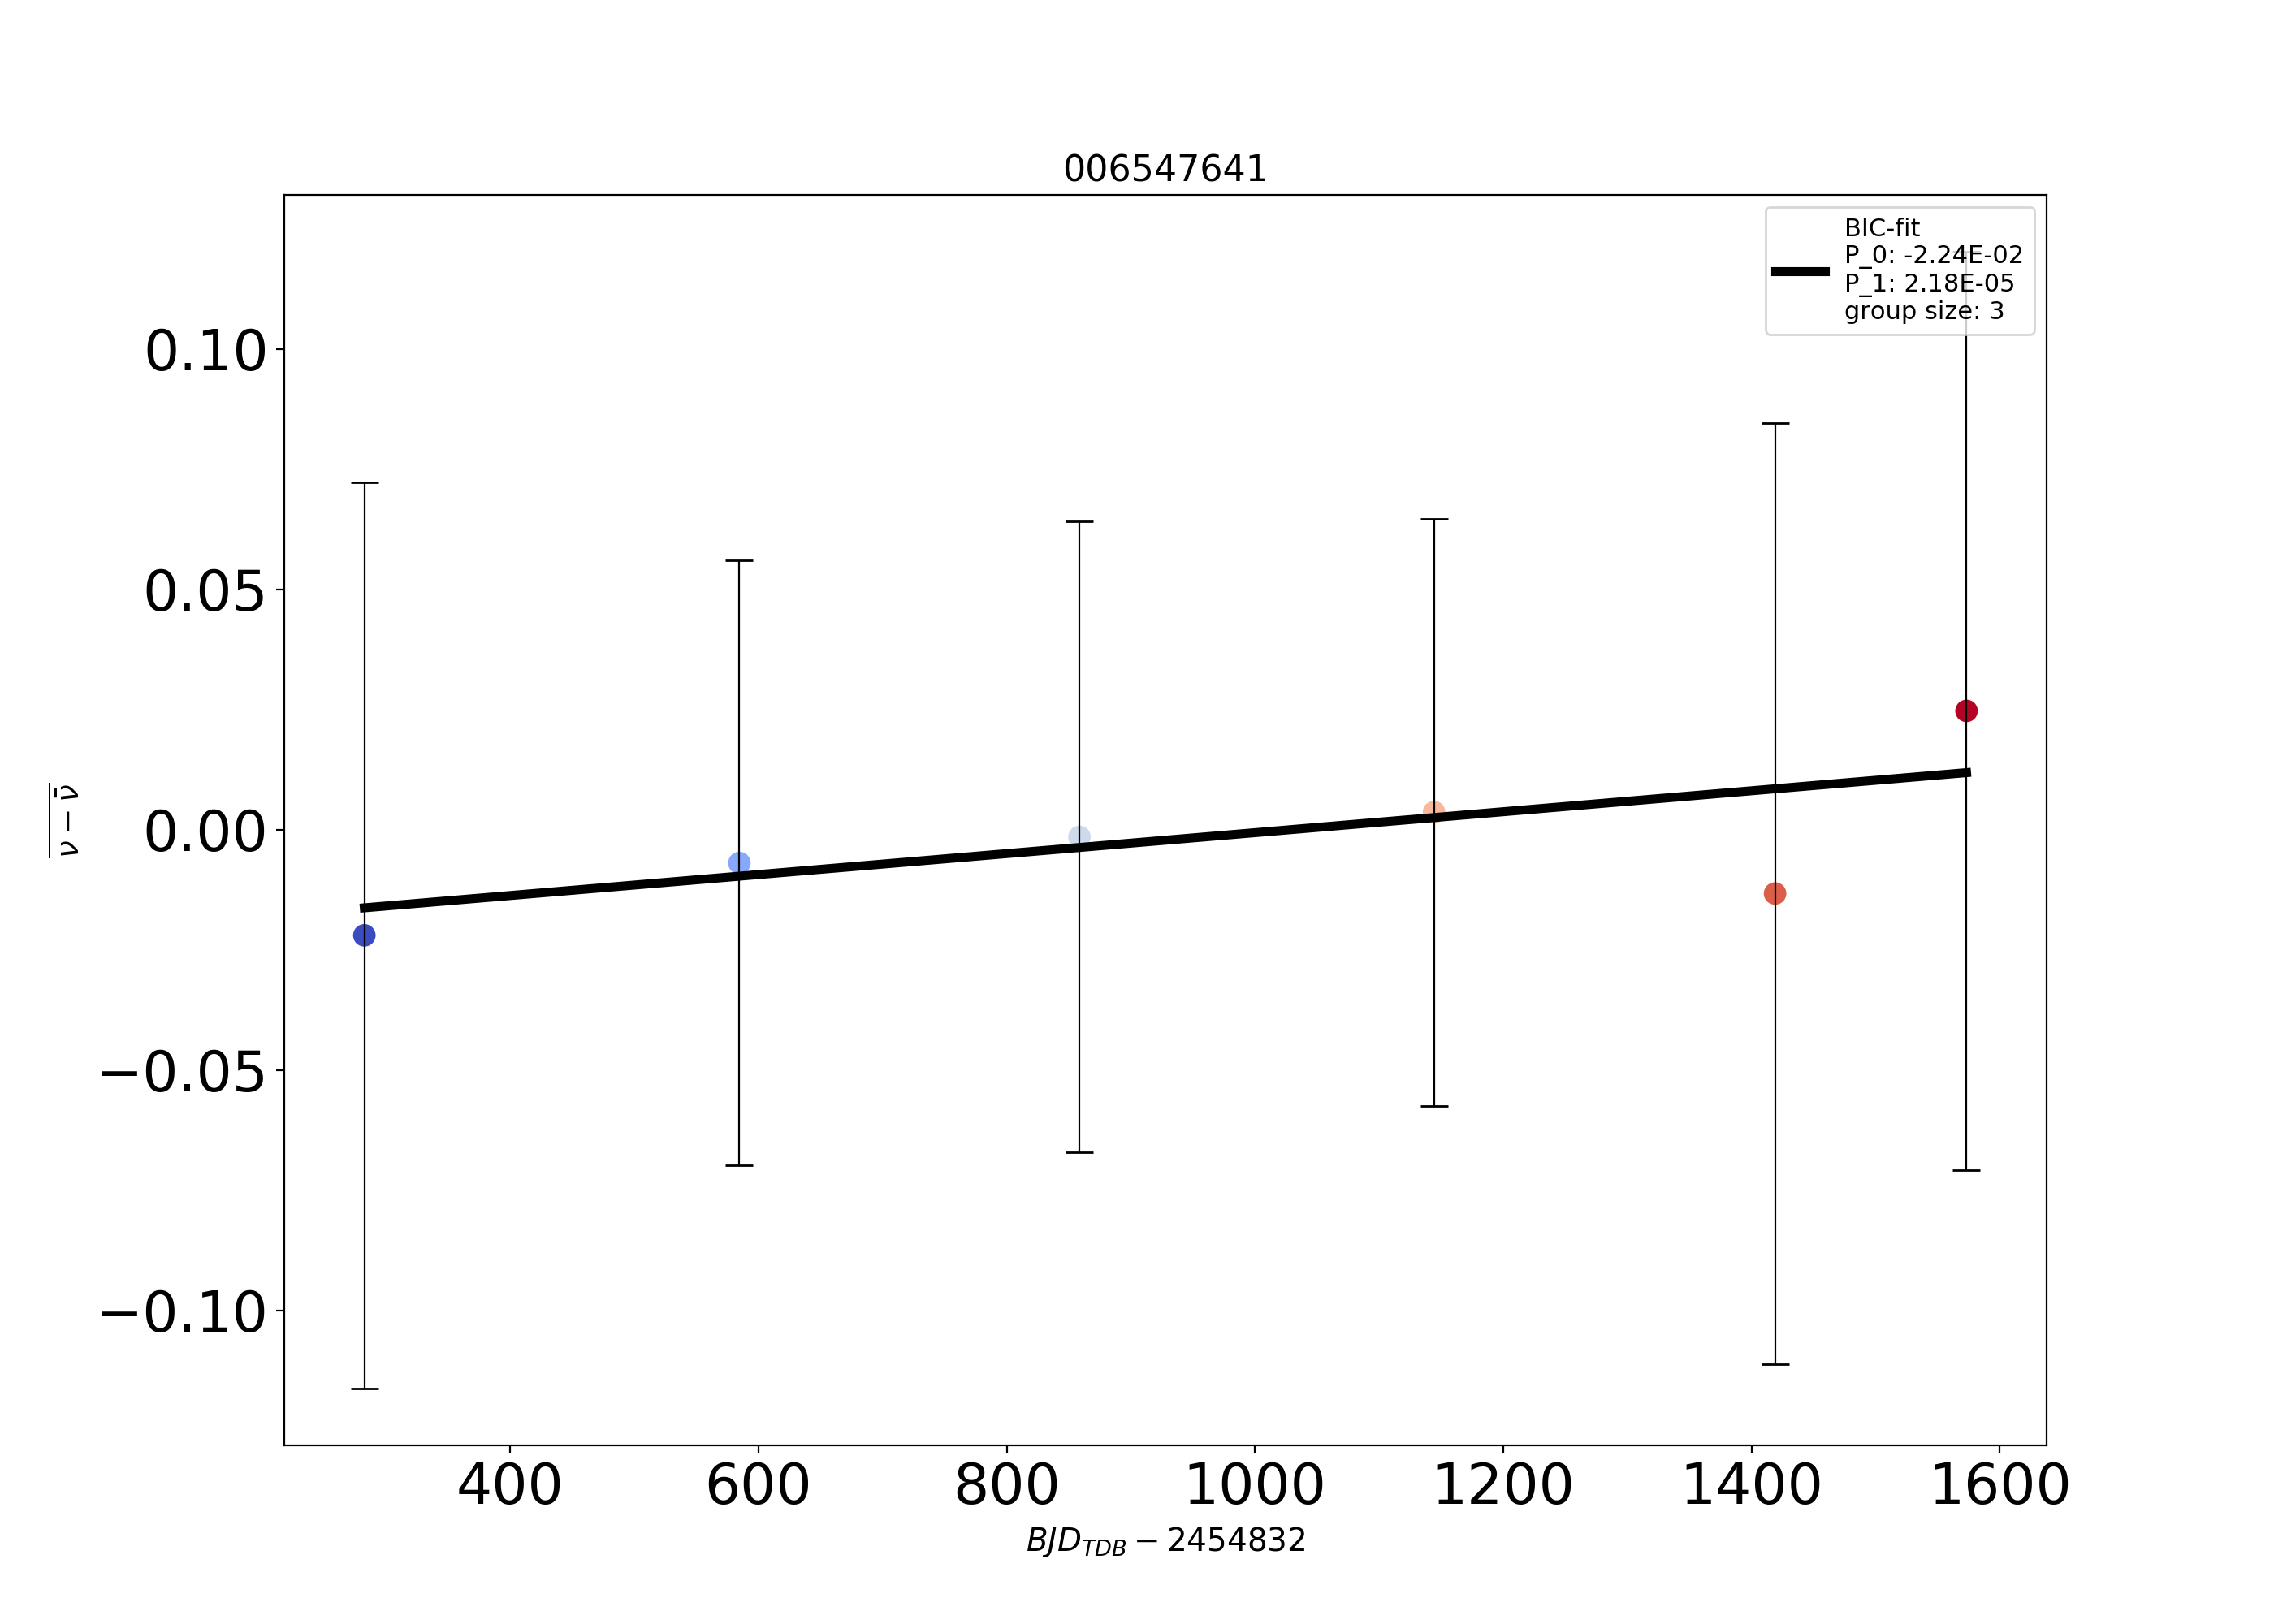 006547641
BIC-fit
P_0: -2.24E-02
P_1: 2.18E-05
group size: 3
0.10
0.05
0.00
−0.05
−0.10
ν − ν̄
400 600 800 1000 1200 1400 1600
BJD_TDB − 2454832